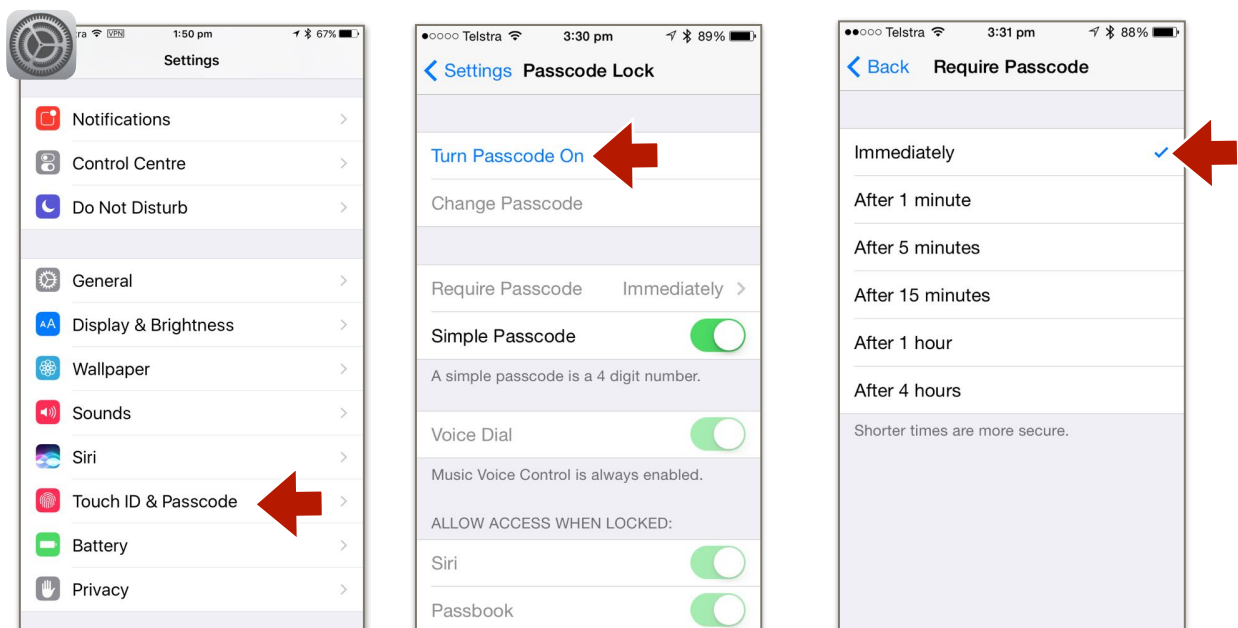 tra VPN 1:50 pm 67%
Settings
Notifications
Control Centre
Do Not Disturb
General
AA Display & Brightness
Wallpaper
Sounds
Siri
Touch ID & Passcode
Battery
Privacy
Telstra 3:30 pm 89%
Settings Passcode Lock
Turn Passcode On
Change Passcode
Require Passcode Immediately
Simple Passcode
A simple passcode is a 4 digit number.
Voice Dial
Music Voice Control is always enabled.
ALLOW ACCESS WHEN LOCKED:
Siri
Passbook
Telstra 3:31 pm 88%
Back Require Passcode
Immediately
After 1 minute
After 5 minutes
After 15 minutes
After 1 hour
After 4 hours
Shorter times are more secure.